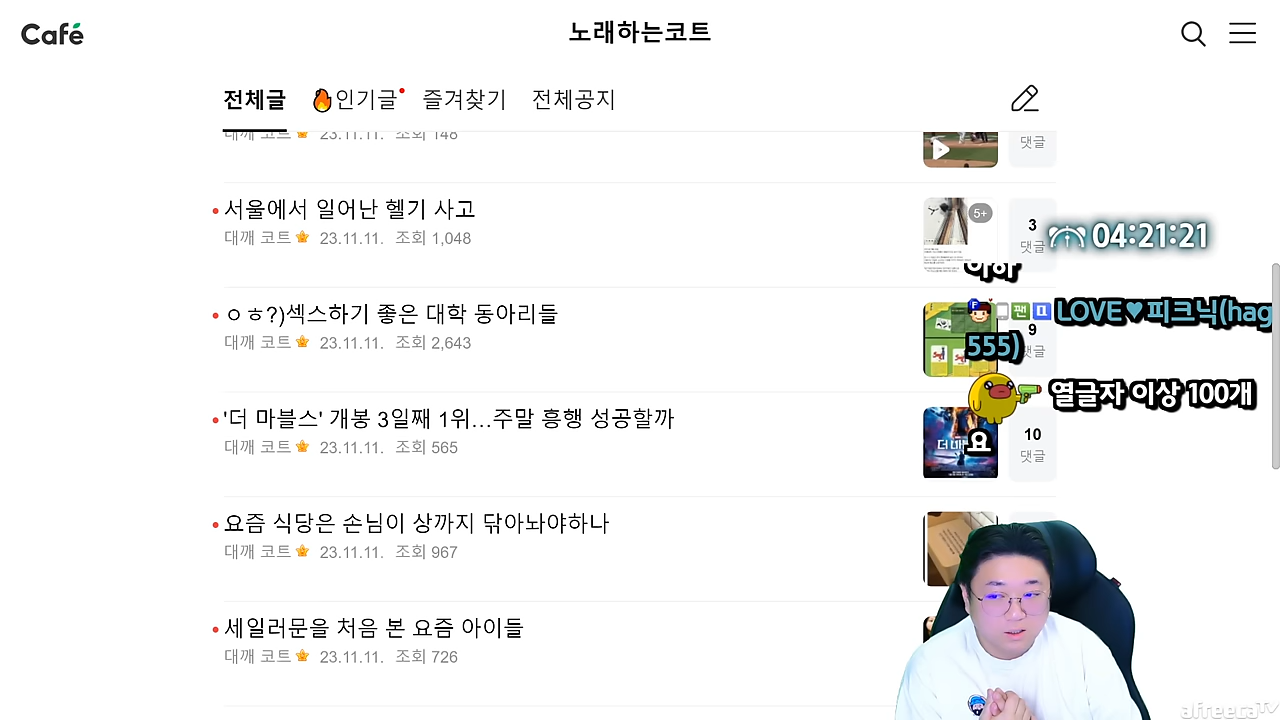 Café
노래하는코트
전체글 🔥인기글 즐겨찾기 전체공지
대깨 코트 23.11.11. 조회 148
댓글
서울에서 일어난 헬기 사고
대깨 코트 23.11.11. 조회 1,048
5+
3
댓글
04:21:21
아하
ㅇㅎ?)섹스하기 좋은 대학 동아리들
대깨 코트 23.11.11. 조회 2,643
9
댓글
F 팬
LOVE♥피크닉(hag
555)
열글자 이상 100개
요
'더 마블스' 개봉 3일째 1위...주말 흥행 성공할까
대깨 코트 23.11.11. 조회 565
10
댓글
요즘 식당은 손님이 상까지 닦아놔야하나
대깨 코트 23.11.11. 조회 967
세일러문을 처음 본 요즘 아이들
대깨 코트 23.11.11. 조회 726
afreecaTV